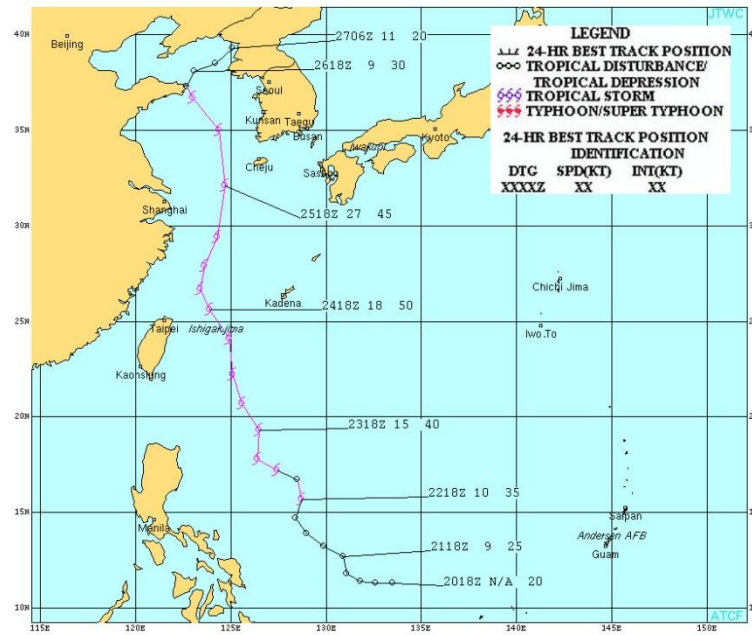 JTWC
LEGEND
24-HR BEST TRACK POSITION
TROPICAL DISTURBANCE/
TROPICAL DEPRESSION
TROPICAL STORM
TYPHOON/SUPER TYPHOON
24-HR BEST TRACK POSITION
IDENTIFICATION
DTG SPD(KT) INT(KT)
XXXXZ XX XX
40N
Beijing
2706Z 11 20
2618Z 9 30
Seoul
Kunsan Taegu
Busan
35N
Iwakuni Kyoto
Cheju Sasebo
Shanghai
2518Z 27 45
30N
Chichi Jima
Kadena
2418Z 18 50
25N
Taipei Ishigakijima
Iwo To
Kaohsiung
20N
2318Z 15 40
2218Z 10 35
15N
Manila
Saipan
Andersen AFB
Guam
2118Z 9 25
2018Z N/A 20
10N
ATCF
115E 120E 125E 130E 135E 140E 145E 150E